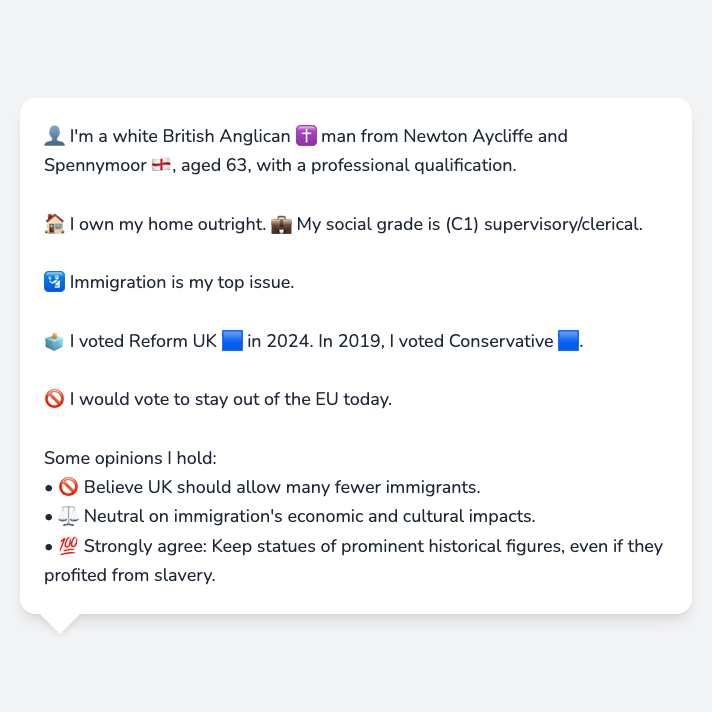 👤 I'm a white British Anglican ✝️ man from Newton Aycliffe and
Spennymoor 🏴󠁧󠁢󠁥󠁮󠁧󠁿, aged 63, with a professional qualification.
🏠 I own my home outright. 💼 My social grade is (C1) supervisory/clerical.
🛂 Immigration is my top issue.
🗳️ I voted Reform UK 🟦 in 2024. In 2019, I voted Conservative 🟦.
🚫 I would vote to stay out of the EU today.
Some opinions I hold:
• 🚫 Believe UK should allow many fewer immigrants.
• ⚖️ Neutral on immigration's economic and cultural impacts.
• 💯 Strongly agree: Keep statues of prominent historical figures, even if they
profited from slavery.